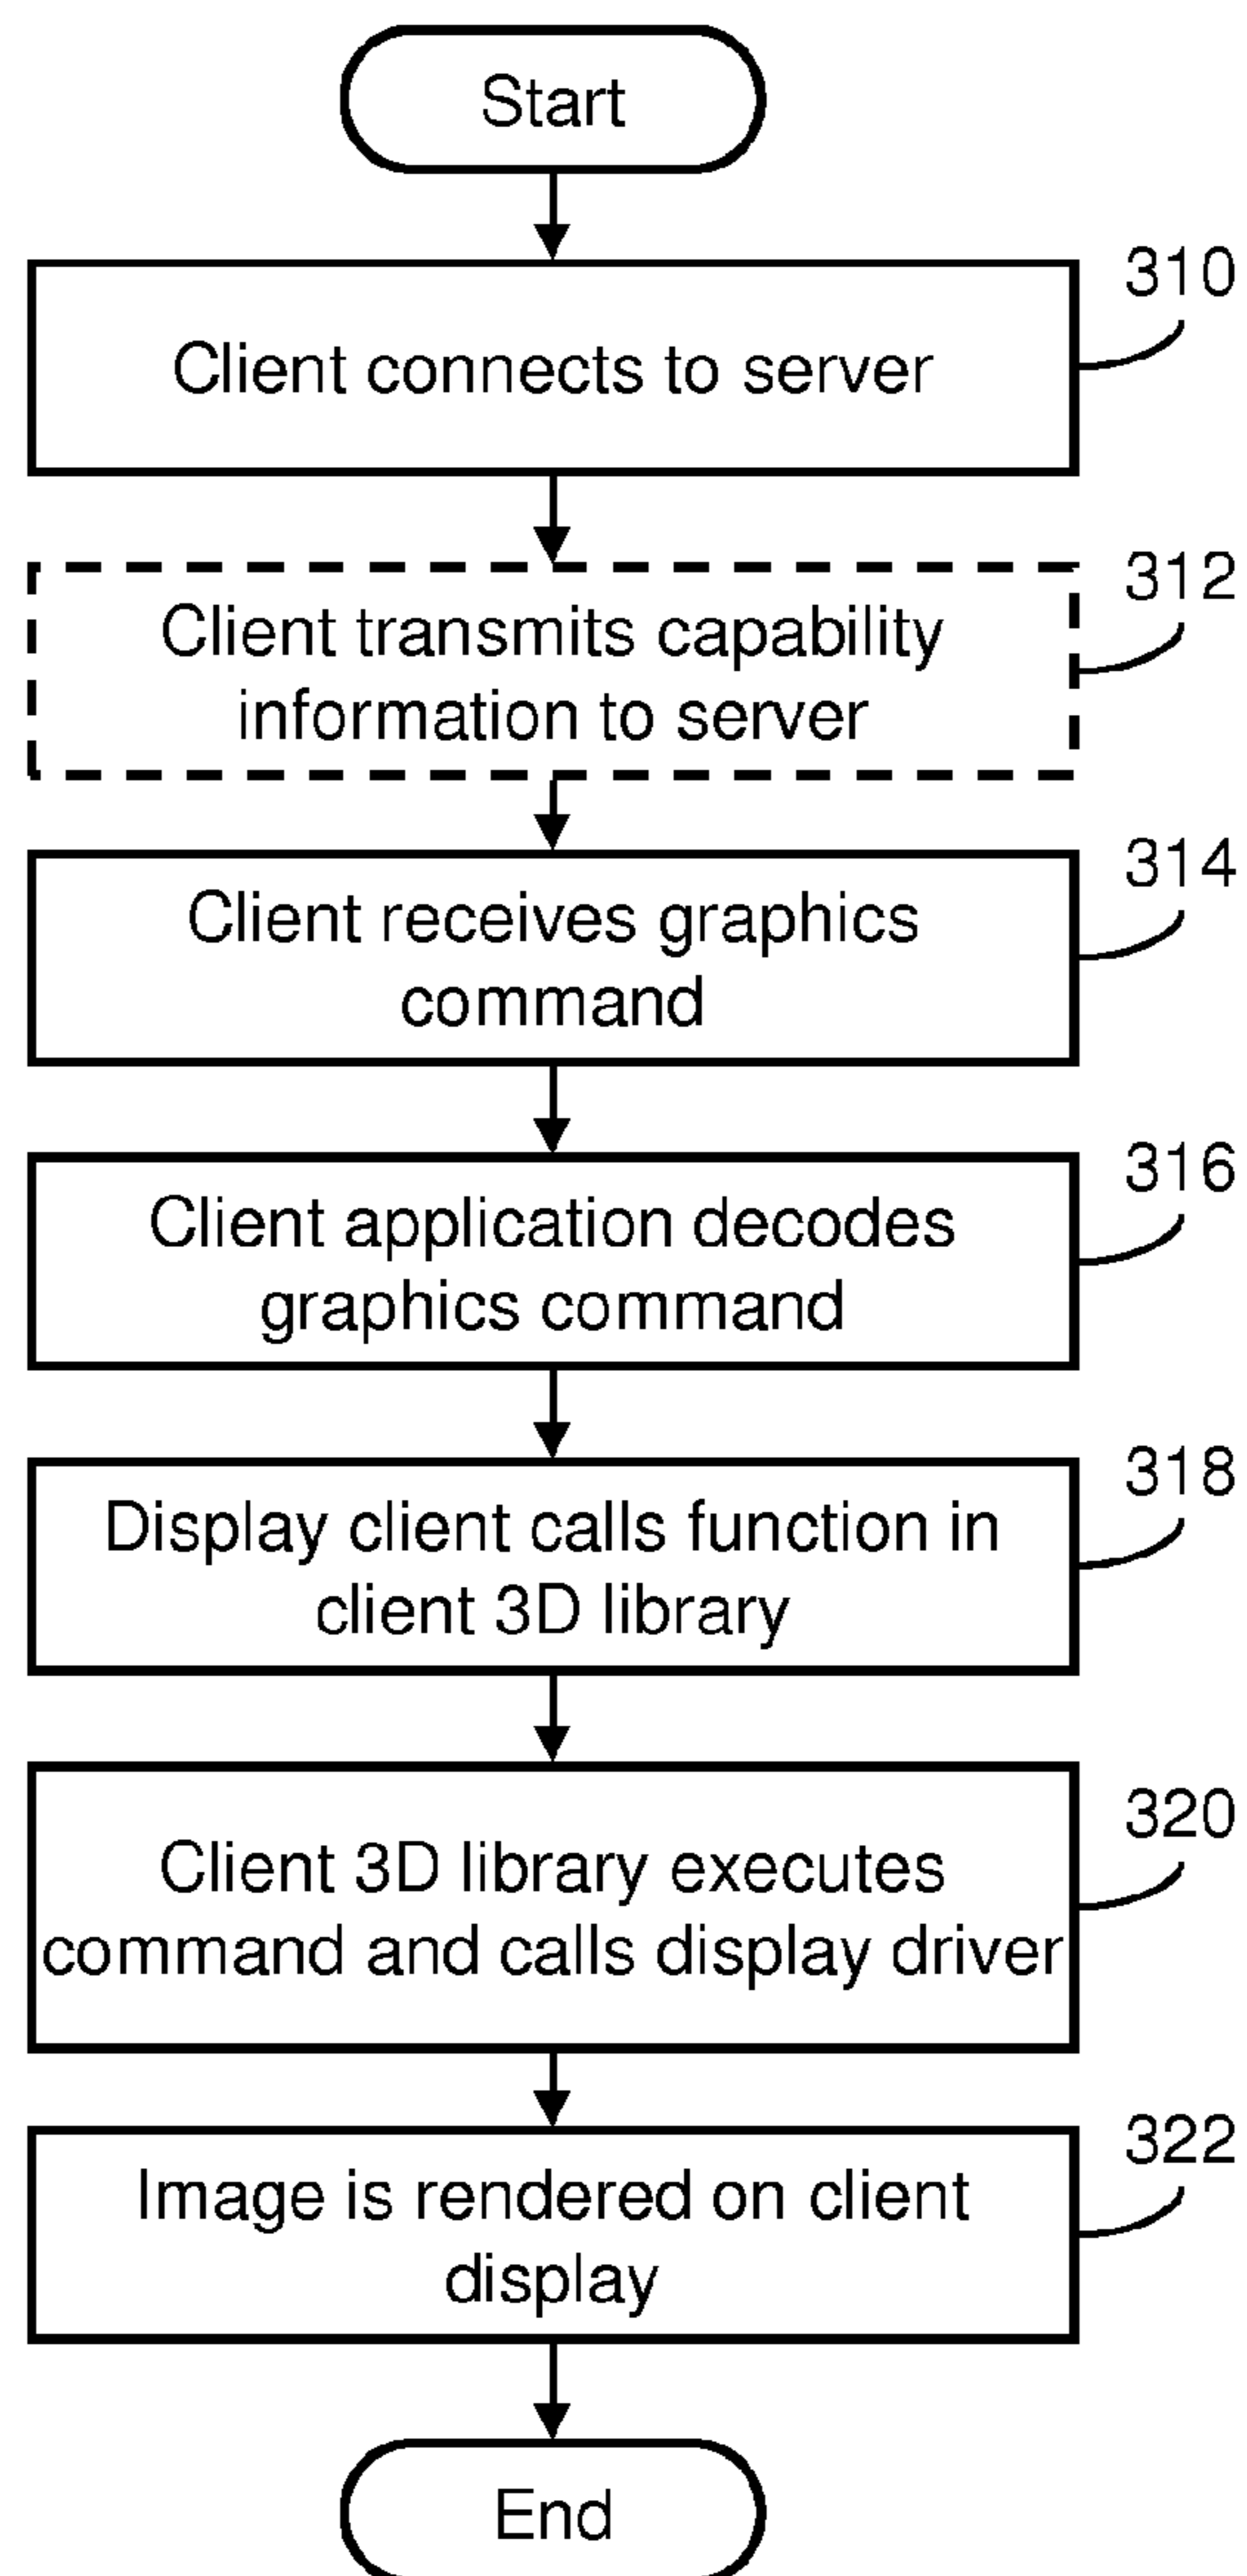 Start
310
Client connects to server
312
Client transmits capability
information to server
314
Client receives graphics
command
316
Client application decodes
graphics command
318
Display client calls function in
client 3D library
320
Client 3D library executes
command and calls display driver
322
Image is rendered on client
display
End